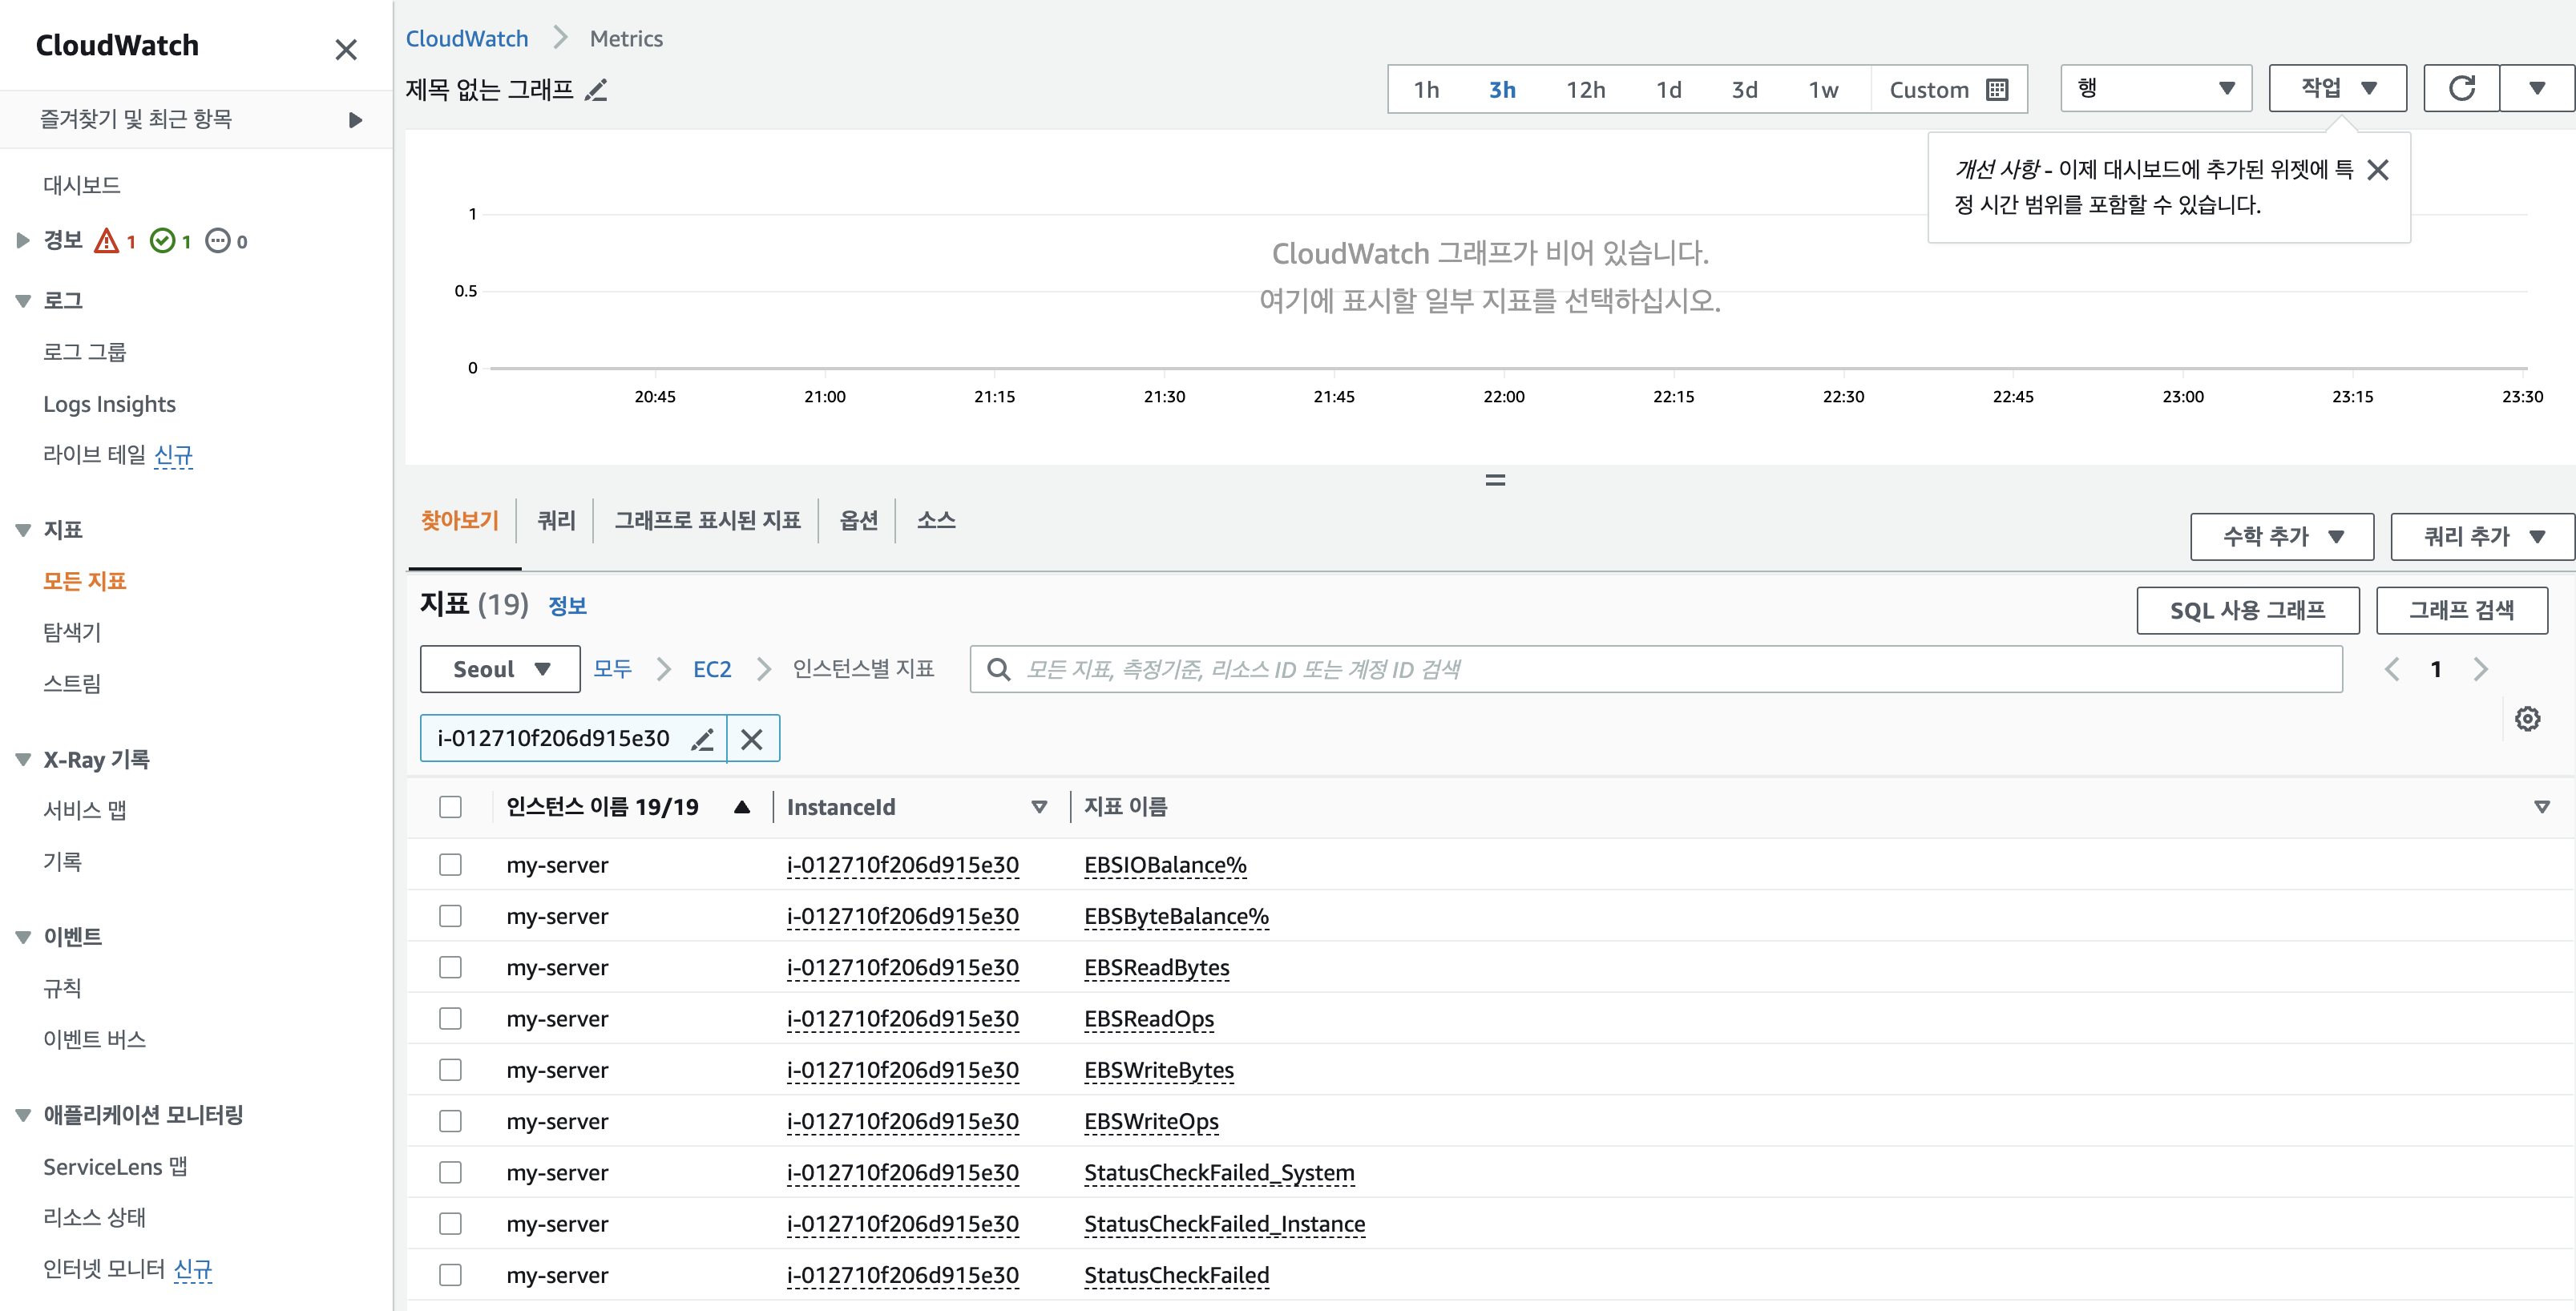 CloudWatch
즐겨찾기 및 최근 항목
대시보드
경보 1 1 0
로그
로그 그룹
Logs Insights
라이브 테일 신규
지표
모든 지표
탐색기
스트림
X-Ray 기록
서비스 맵
기록
이벤트
규칙
이벤트 버스
애플리케이션 모니터링
ServiceLens 맵
리소스 상태
인터넷 모니터 신규
CloudWatch Metrics
제목 없는 그래프
1h 3h 12h 1d 3d 1w Custom
행
작업
개선 사항 - 이제 대시보드에 추가된 위젯에 특
정 시간 범위를 포함할 수 있습니다.
1
0.5
0
CloudWatch 그래프가 비어 있습니다.
여기에 표시할 일부 지표를 선택하십시오.
20:45 21:00 21:15 21:30 21:45 22:00 22:15 22:30 22:45 23:00 23:15 23:30
찾아보기 쿼리 그래프로 표시된 지표 옵션 소스
수학 추가 쿼리 추가
지표 (19) 정보
SQL 사용 그래프 그래프 검색
Seoul 모두 EC2 인스턴스별 지표 모든 지표, 측정기준, 리소스 ID 또는 계정 ID 검색 1
i-012710f206d915e30
인스턴스 이름 19/19 InstanceId 지표 이름
my-server i-012710f206d915e30 EBSIOBalance%
my-server i-012710f206d915e30 EBSByteBalance%
my-server i-012710f206d915e30 EBSReadBytes
my-server i-012710f206d915e30 EBSReadOps
my-server i-012710f206d915e30 EBSWriteBytes
my-server i-012710f206d915e30 EBSWriteOps
my-server i-012710f206d915e30 StatusCheckFailed_System
my-server i-012710f206d915e30 StatusCheckFailed_Instance
my-server i-012710f206d915e30 StatusCheckFailed